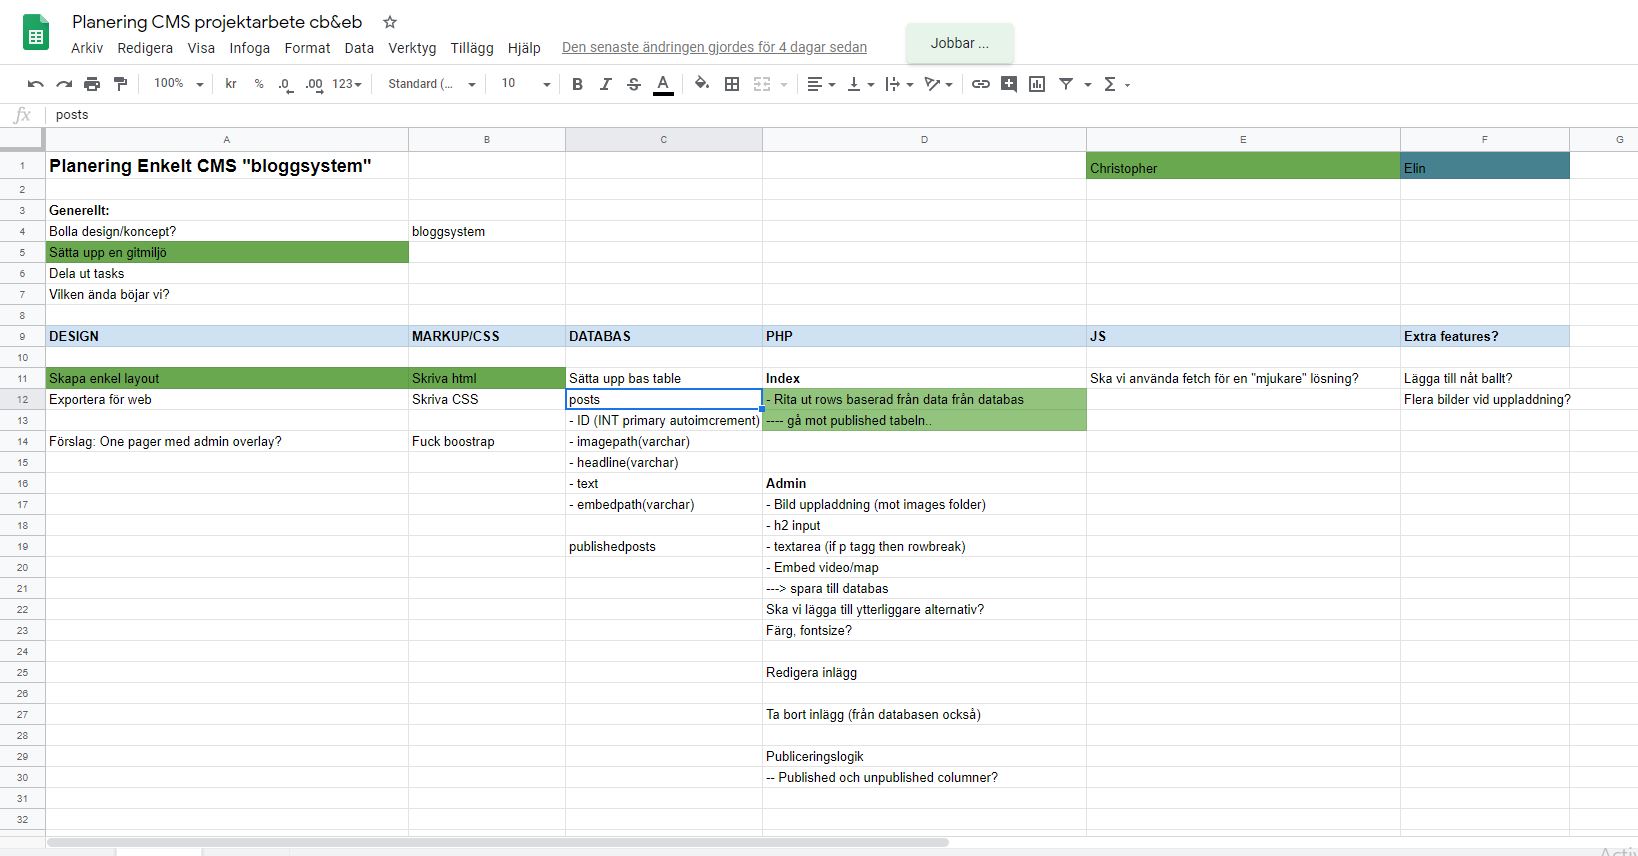 Planering CMS projektarbete cb&eb
Arkiv Redigera Visa Infoga Format Data Verktyg Tillägg Hjälp Den senaste ändringen gjordes för 4 dagar sedan
Jobbar ...
100% kr % .0 .00 123 Standard (... 10 B I S A
fx posts
A B C D E F G
1 Planering Enkelt CMS "bloggsystem" Christopher Elin
2
3 Generellt:
4 Bolla design/koncept? bloggsystem
5 Sätta upp en gitmiljö
6 Dela ut tasks
7 Vilken ända böjar vi?
8
9 DESIGN MARKUP/CSS DATABAS PHP JS Extra features?
10
11 Skapa enkel layout Skriva html Sätta upp bas table Index Ska vi använda fetch för en "mjukare" lösning? Lägga till nåt ballt?
12 Exportera för web Skriva CSS posts - Rita ut rows baserad från data från databas Flera bilder vid uppladdning?
13 - ID (INT primary autoimcrement) ---- gå mot published tabeln..
14 Förslag: One pager med admin overlay? Fuck boostrap - imagepath(varchar)
15 - headline(varchar)
16 - text Admin
17 - embedpath(varchar) - Bild uppladdning (mot images folder)
18 - h2 input
19 publishedposts - textarea (if p tagg then rowbreak)
20 - Embed video/map
21 ---> spara till databas
22 Ska vi lägga till ytterliggare alternativ?
23 Färg, fontsize?
24
25 Redigera inlägg
26
27 Ta bort inlägg (från databasen också)
28
29 Publiceringslogik
30 -- Published och unpublished columner?
31
32